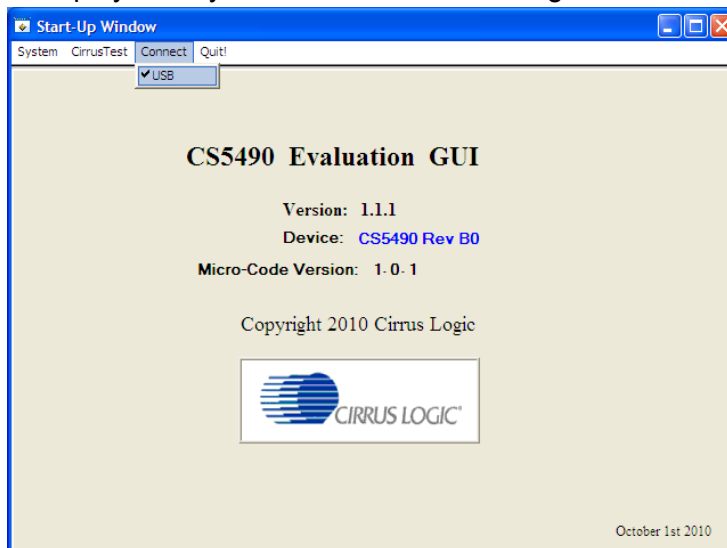 Start-Up Window
System CirrusTest Connect Quit!
✔USB
CS5490 Evaluation GUI
Version: 1.1.1
Device: CS5490 Rev B0
Micro-Code Version: 1.0.1
Copyright 2010 Cirrus Logic
CIRRUS LOGIC®
October 1st 2010